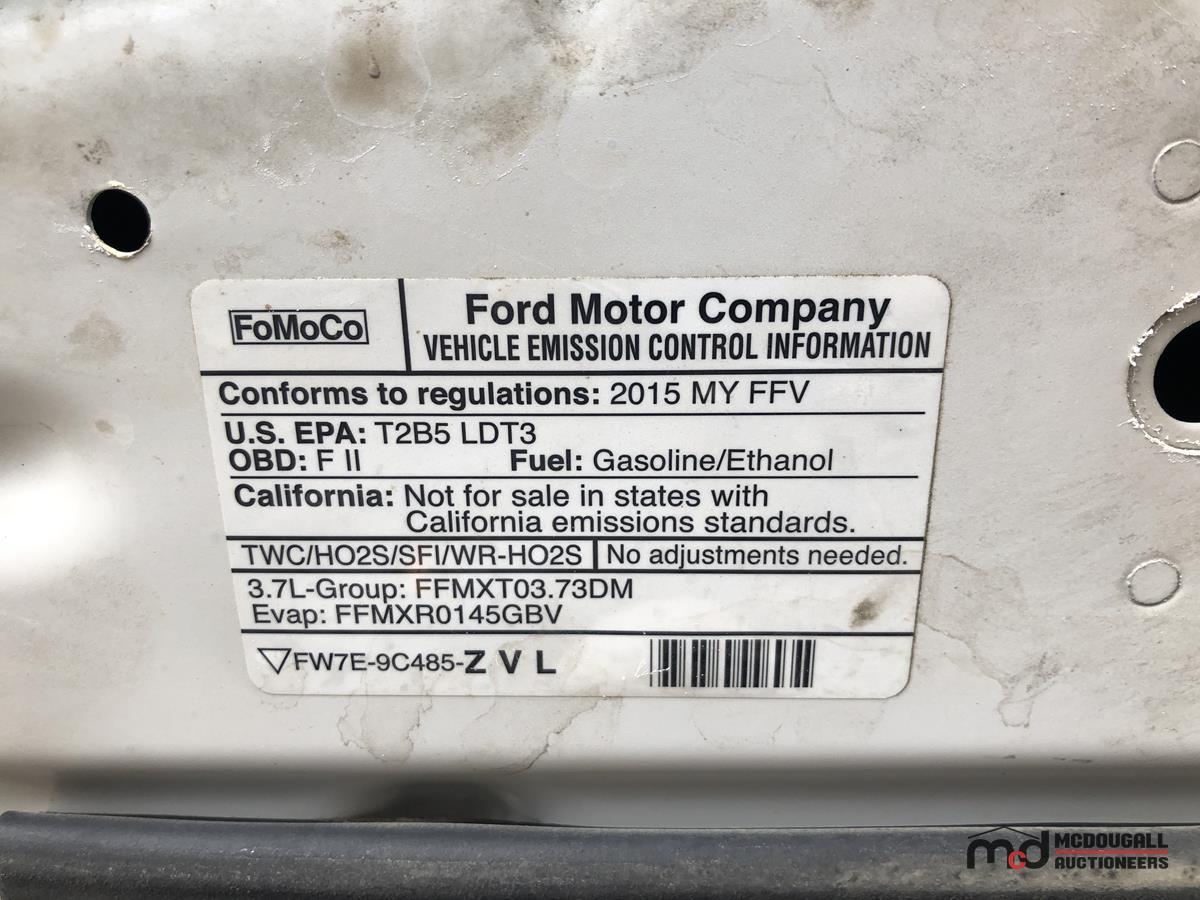 FoMoCo
Ford Motor Company
VEHICLE EMISSION CONTROL INFORMATION
Conforms to regulations: 2015 MY FFV
U.S. EPA: T2B5 LDT3
OBD: F II Fuel: Gasoline/Ethanol
California: Not for sale in states with
California emissions standards.
TWC/HO2S/SFI/WR-HO2S No adjustments needed.
3.7L-Group: FFMXT03.73DM
Evap: FFMXR0145GBV
FW7E-9C485-Z V L
mcd MCDOUGALL
AUCTIONEERS